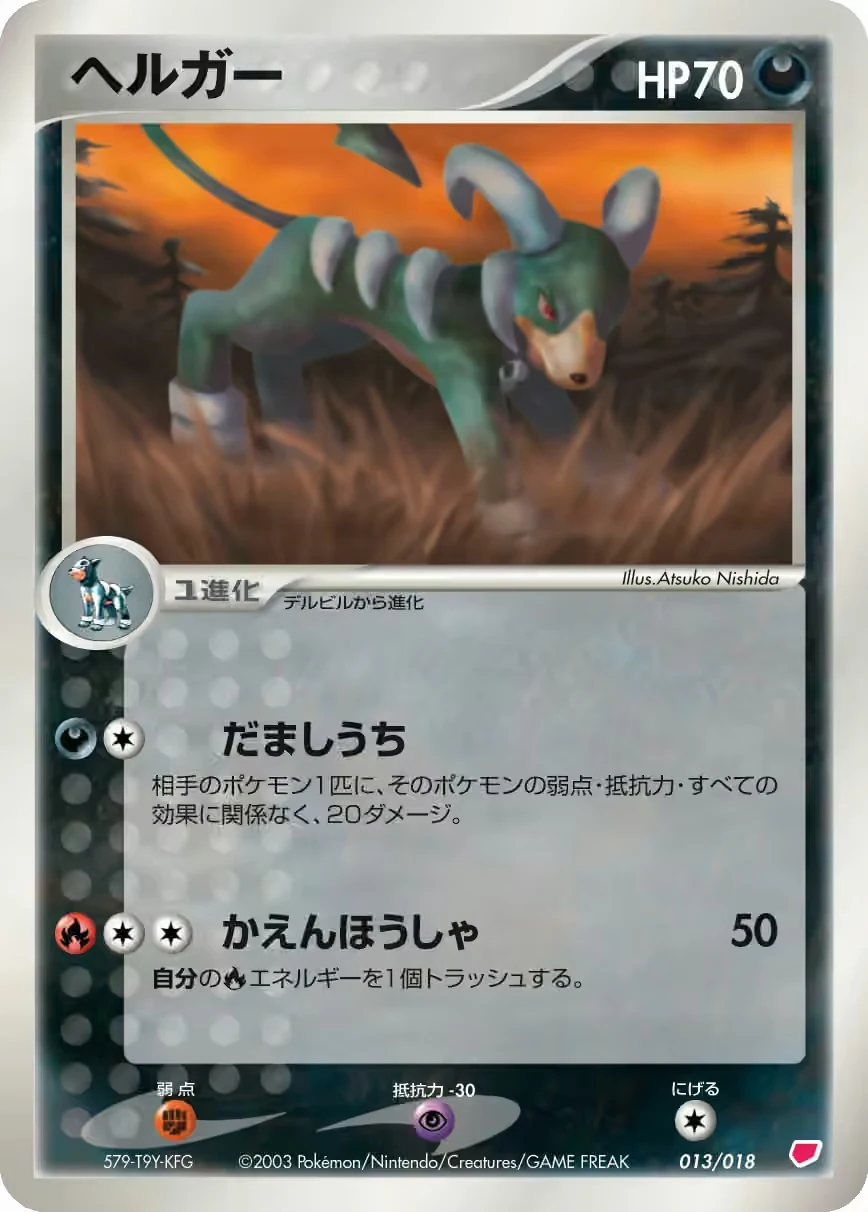 ヘルガー HP70
Illus.Atsuko Nishida
1進化
デルビルから進化
だましうち
相手のポケモン1匹に、そのポケモンの弱点・抵抗力・すべての
効果に関係なく、20ダメージ。
かえんほうしゃ 50
自分のエネルギーを1個トラッシュする。
弱点 抵抗力 -30 にげる
579-T9Y-KFG ©2003 Pokémon/Nintendo/Creatures/GAME FREAK 013/018